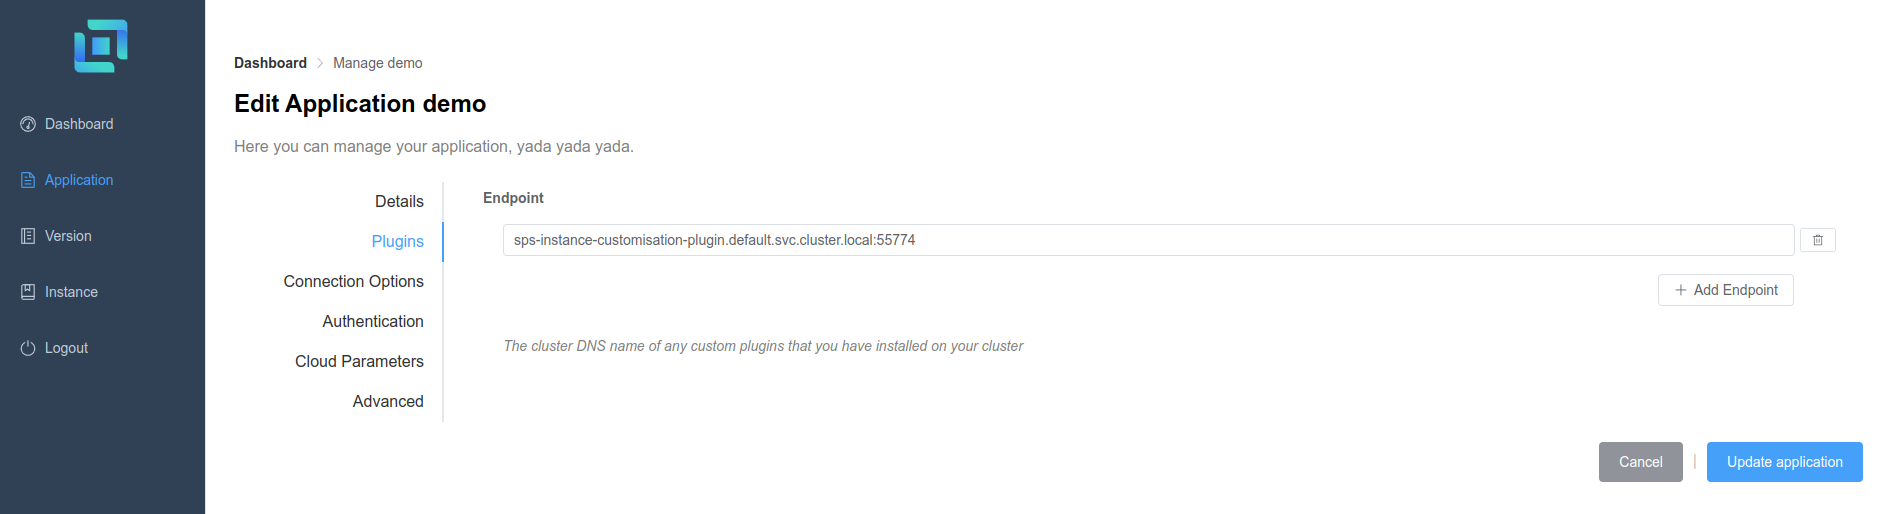 Dashboard
Application
Version
Instance
Logout
Dashboard > Manage demo
Edit Application demo
Here you can manage your application, yada yada yada.
Details
Plugins
Connection Options
Authentication
Cloud Parameters
Advanced
Endpoint
sps-instance-customisation-plugin.default.svc.cluster.local:55774
+ Add Endpoint
The cluster DNS name of any custom plugins that you have installed on your cluster
Cancel | Update application